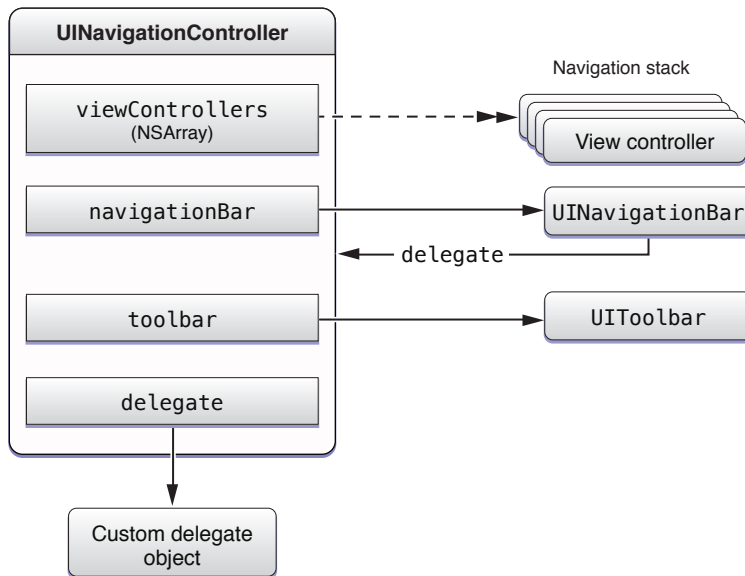 UINavigationController
Navigation stack
viewControllers
(NSArray)
View controller
navigationBar
UINavigationBar
delegate
toolbar
UIToolbar
delegate
Custom delegate
object